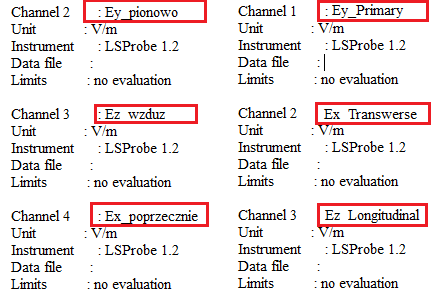 Channel 2 : Ey_pionowo
Unit : V/m
Instrument : LSProbe 1.2
Data file :
Limits : no evaluation
Channel 3 : Ez_wzduz
Unit : V/m
Instrument : LSProbe 1.2
Data file :
Limits : no evaluation
Channel 4 : Ex_poprzecznie
Unit : V/m
Instrument : LSProbe 1.2
Data file :
Limits : no evaluation
Channel 1 : Ey_Primary
Unit : V/m
Instrument : LSProbe 1.2
Data file :
Limits : no evaluation
Channel 2 Ex_Transwerse
Unit : V/m
Instrument : LSProbe 1.2
Data file :
Limits : no evaluation
Channel 3 Ez_Longitudinal
Unit : V/m
Instrument : LSProbe 1.2
Data file :
Limits : no evaluation